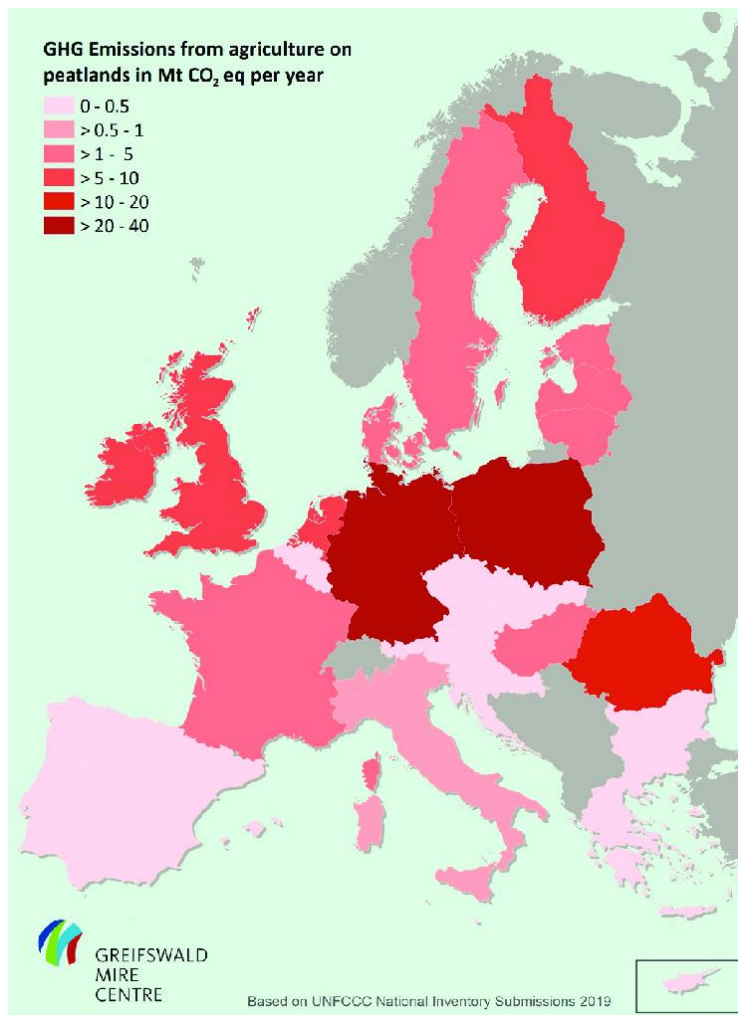 GHG Emissions from agriculture on
peatlands in Mt CO₂ eq per year
0 - 0.5
> 0.5 - 1
> 1 - 5
> 5 - 10
> 10 - 20
> 20 - 40
GREIFSWALD
MIRE
CENTRE
Based on UNFCCC National Inventory Submissions 2019